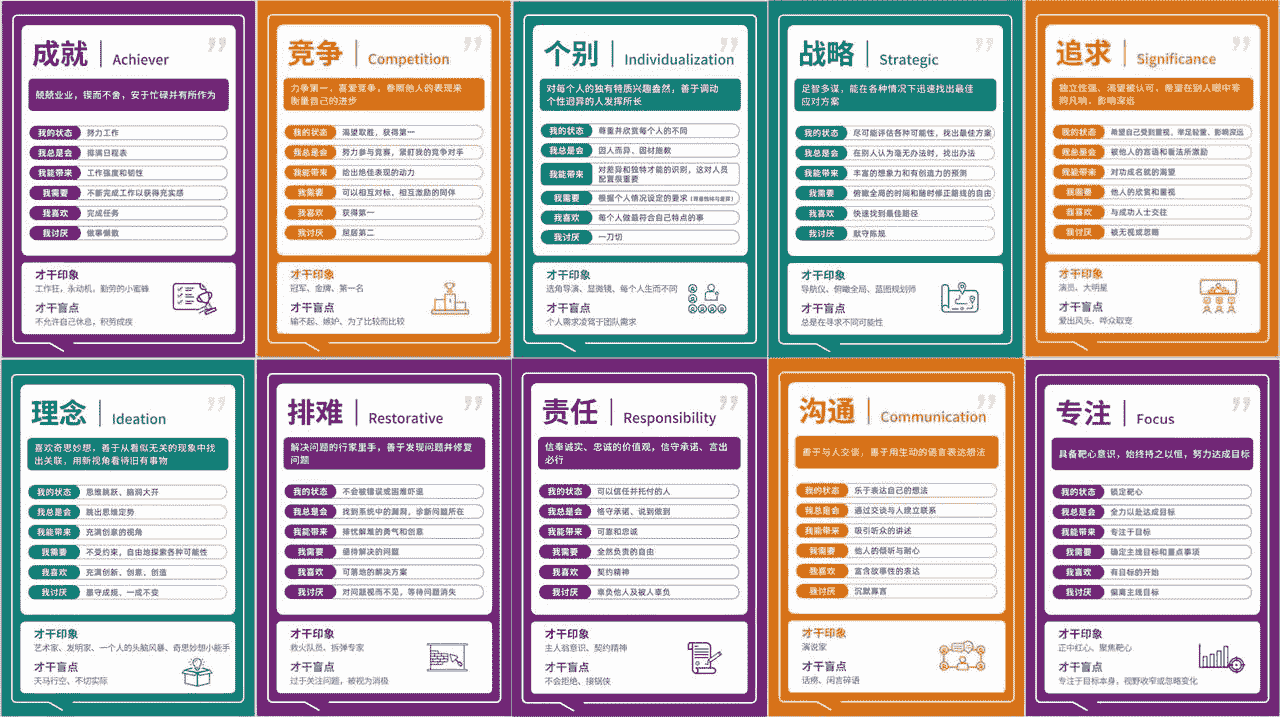 成就 Achiever
兢兢业业，锲而不舍，安于忙碌并有所作为
我的状态 努力工作
我总是会 排满日程表
我能带来 工作强度和韧性
我需要 不断完成工作以获得充实感
我喜欢 完成任务
我讨厌 做事懒散
才干印象
工作狂，永动机，勤劳的小蜜蜂
才干盲点
不允许自己休息，积劳成疾
竞争 Competition
力争第一，喜爱竞争，参照他人的表现来
衡量自己的进步
我的状态 渴望取胜，获得第一
我总是会 努力参与竞赛，紧盯我的竞争对手
我能带来 给出绝佳表现的动力
我需要 可以相互对标、相互激励的同伴
我喜欢 获得第一
我讨厌 屈居第二
才干印象
冠军、金牌、第一名
才干盲点
输不起、嫉妒、为了比较而比较
个别 Individualization
对每个人的独有特质兴趣盎然，善于调动
个性迥异的人发挥所长
我的状态 尊重并欣赏每个人的不同
我总是会 因人而异、因材施教
我能带来 对差异和独特才能的识别，这对人员
配置很重要
我需要 根据个人情况设定的要求（尊重独特与差异）
我喜欢 每个人做最符合自己特点的事
我讨厌 一刀切
才干印象
选角导演、显微镜、每个人生而不同
才干盲点
个人需求凌驾于团队需求
战略 Strategic
足智多谋，能在各种情况下迅速找出最佳
应对方案
我的状态 尽可能评估各种可能性，找出最佳方案
我总是会 在别人认为毫无办法时，找出办法
我能带来 丰富的想象力和有创造力的预测
我需要 俯瞰全局的时间和随时修正路线的自由
我喜欢 快速找到最佳路径
我讨厌 默守陈规
才干印象
导航仪、俯瞰全局、蓝图规划师
才干盲点
总是在寻求不同可能性
追求 Significance
独立性强、渴望被认可，希望在别人眼中非
同凡响、影响深远
我的状态 希望自己受到重视、举足轻重、影响深远
我总是会 被他人的言语和看法所激励
我能带来 对功成名就的渴望
我需要 他人的欣赏和重视
我喜欢 与成功人士交往
我讨厌 被无视或忽略
才干印象
演员、大明星
才干盲点
爱出风头、哗众取宠
理念 Ideation
喜欢奇思妙想，善于从看似无关的现象中找
出关联，用新视角看待旧有事物
我的状态 思维跳跃、脑洞大开
我总是会 跳出思维定势
我能带来 充满创意的视角
我需要 不受约束，自由地探索各种可能性
我喜欢 充满创新、创意、创造
我讨厌 墨守成规、一成不变
才干印象
艺术家、发明家、一个人的头脑风暴、奇思妙想小能手
才干盲点
天马行空，不切实际
排难 Restorative
解决问题的行家里手，善于发现问题并修复
问题
我的状态 不会被错误或困难吓退
我总是会 找到系统中的漏洞，诊断问题所在
我能带来 排忧解难的勇气和创意
我需要 亟待解决的问题
我喜欢 可落地的解决方案
我讨厌 对问题视而不见，等待问题消失
才干印象
救火队员、拆弹专家
才干盲点
过于关注问题，被视为消极
责任 Responsibility
信奉诚实、忠诚的价值观，信守承诺、言出
必行
我的状态 可以信任并托付的人
我总是会 恪守承诺、说到做到
我能带来 可靠和忠诚
我需要 全然负责的自由
我喜欢 契约精神
我讨厌 辜负他人及被人辜负
才干印象
主人翁意识、契约精神
才干盲点
不会拒绝、接锅侠
沟通 Communication
善于与人交谈，善于用生动的语言表达想法
我的状态 乐于表达自己的想法
我总是会 通过交谈与人建立联系
我能带来 吸引听众的讲述
我需要 他人的倾听与耐心
我喜欢 富含故事性的表达
我讨厌 沉默寡言
才干印象
演说家
才干盲点
话痨、闲言碎语
专注 Focus
具备靶心意识，始终持之以恒，努力达成目标
我的状态 锁定靶心
我总是会 全力以赴达成目标
我能带来 专注于目标
我需要 确定主线目标和重点事项
我喜欢 有目标的开始
我讨厌 偏离主线目标
才干印象
正中红心、聚焦靶心
才干盲点
专注于目标本身，视野收窄或忽略变化